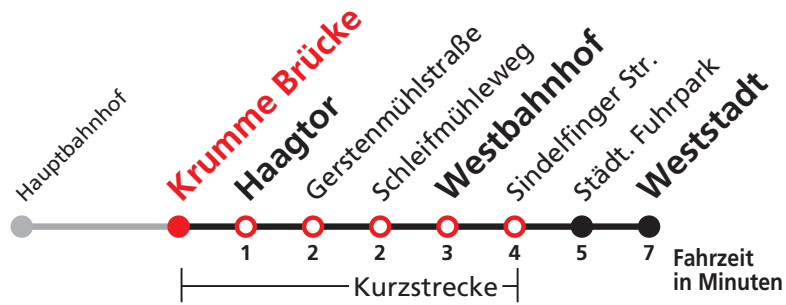 Hauptbahnhof
Krumme Brücke
Haagtor
Gerstenmühlstraße
Schleifmühleweg
Westbahnhof
Sindelfinger Str.
Städt. Fuhrpark
Weststadt
1 2 2 3 4 5 7
Fahrzeit
in Minuten
Kurzstrecke